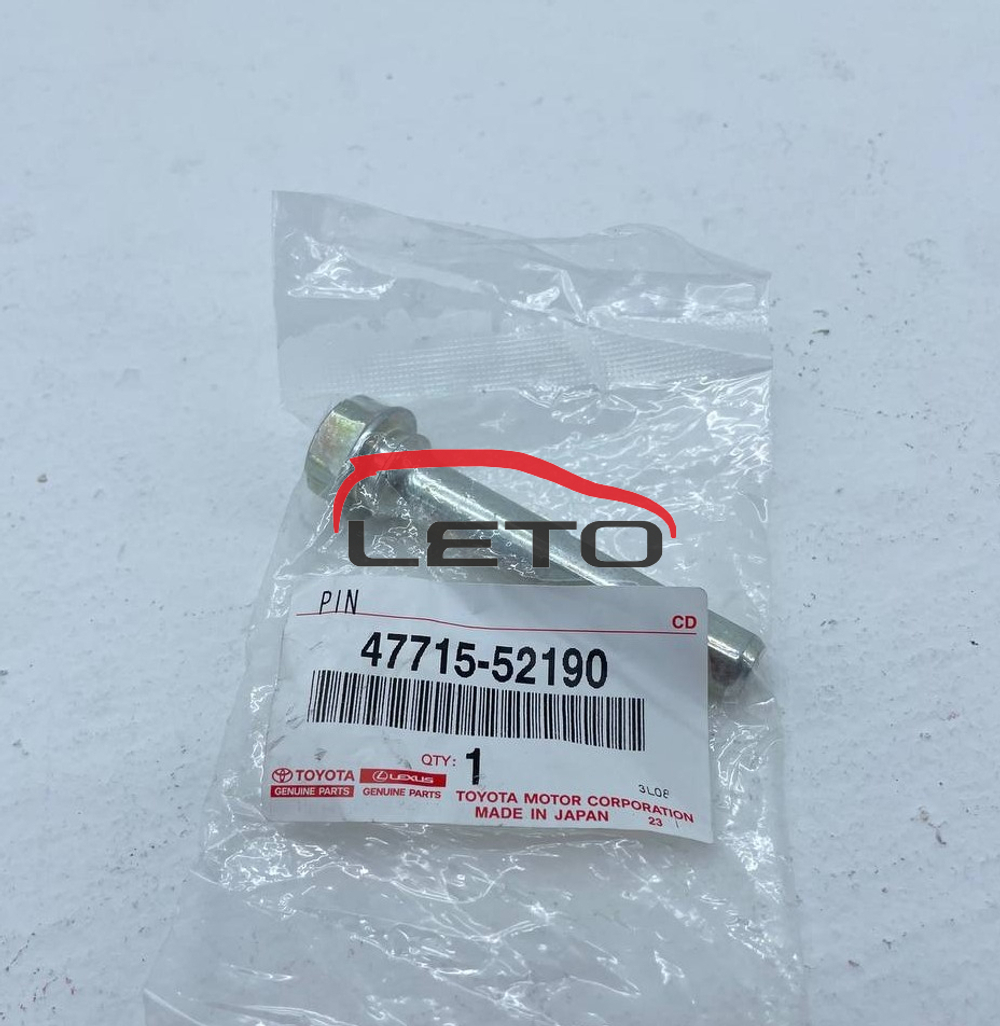 LETO
PIN
CD
47715-52190
QTY: 1
TOYOTA
GENUINE PARTS
LEXUS
GENUINE PARTS
3L08
TOYOTA MOTOR CORPORATION
MADE IN JAPAN
23